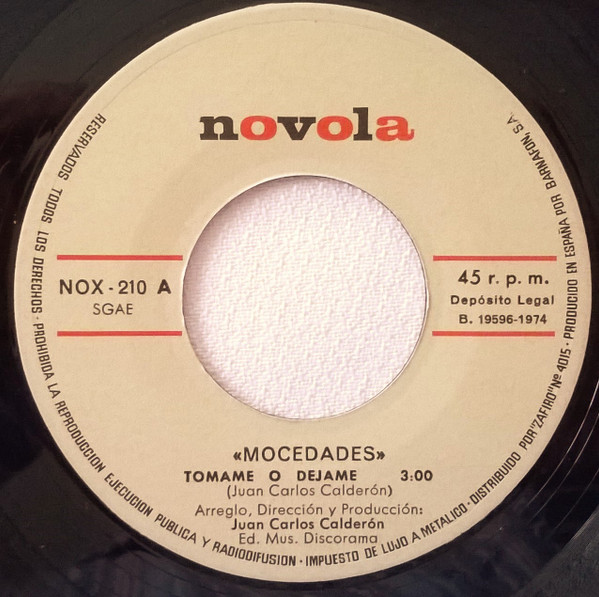 novola
NOX - 210 A
SGAE
45 r. p. m.
Depósito Legal
B. 19596-1974
«MOCEDADES»
TOMAME O DEJAME 3:00
(Juan Carlos Calderón)
Arreglo, Dirección y Producción:
Juan Carlos Calderón
Ed. Mus. Discorama
RESERVADOS TODOS LOS DERECHOS · PROHIBIDA LA REPRODUCCION EJECUCION PUBLICA Y RADIODIFUSION · IMPUESTO DE LUJO A METALICO · DISTRIBUIDO POR "ZAFIRO" Nº 4015 · PRODUCIDO EN ESPAÑA POR BARNAFON, S.A.